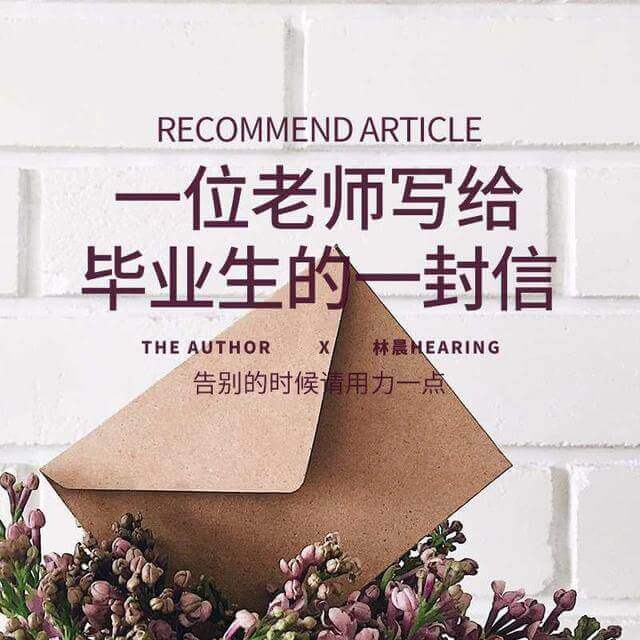 RECOMMEND ARTICLE
一位老师写给
毕业生的一封信
THE AUTHOR X 林晨HEARING
告别的时候请用力一点